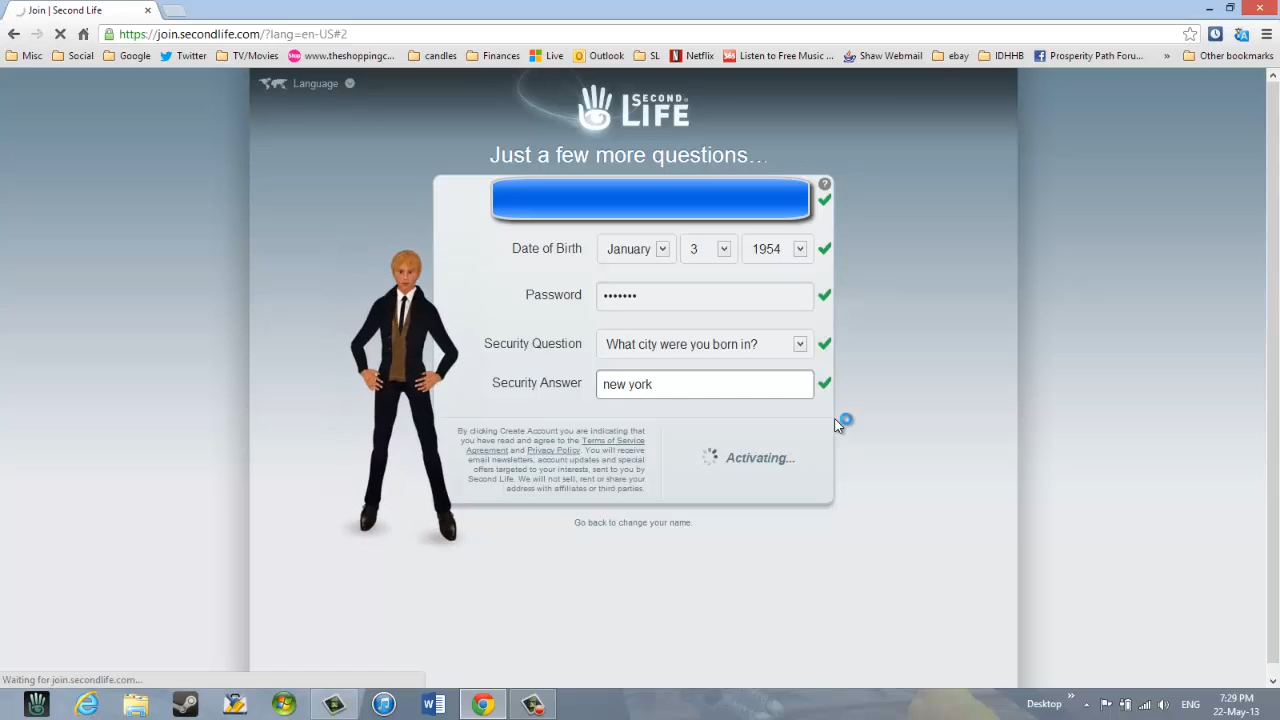 Join | Second Life
https://join.secondlife.com/?lang=en-US#2
Misc Social Google Twitter TV/Movies www.theshoppingc... candles Finances Live Outlook SL Netflix Listen to Free Music ... Shaw Webmail ebay IDHHB Prosperity Path Foru... » Other bookmarks
Language
SECOND LIFE
Just a few more questions...
Date of Birth January 3 1954
Password •••••••
Security Question What city were you born in?
Security Answer new york
By clicking Create Account you are indicating that
you have read and agree to the Terms of Service
Agreement and Privacy Policy. You will receive
email newsletters, account updates and special
offers targeted to your interests, sent to you by
Second Life. We will not sell, rent or share your
address with affiliates or third parties.
Activating...
Go back to change your name.
Waiting for join.secondlife.com...
Desktop » ENG 7:29 PM
22-May-13